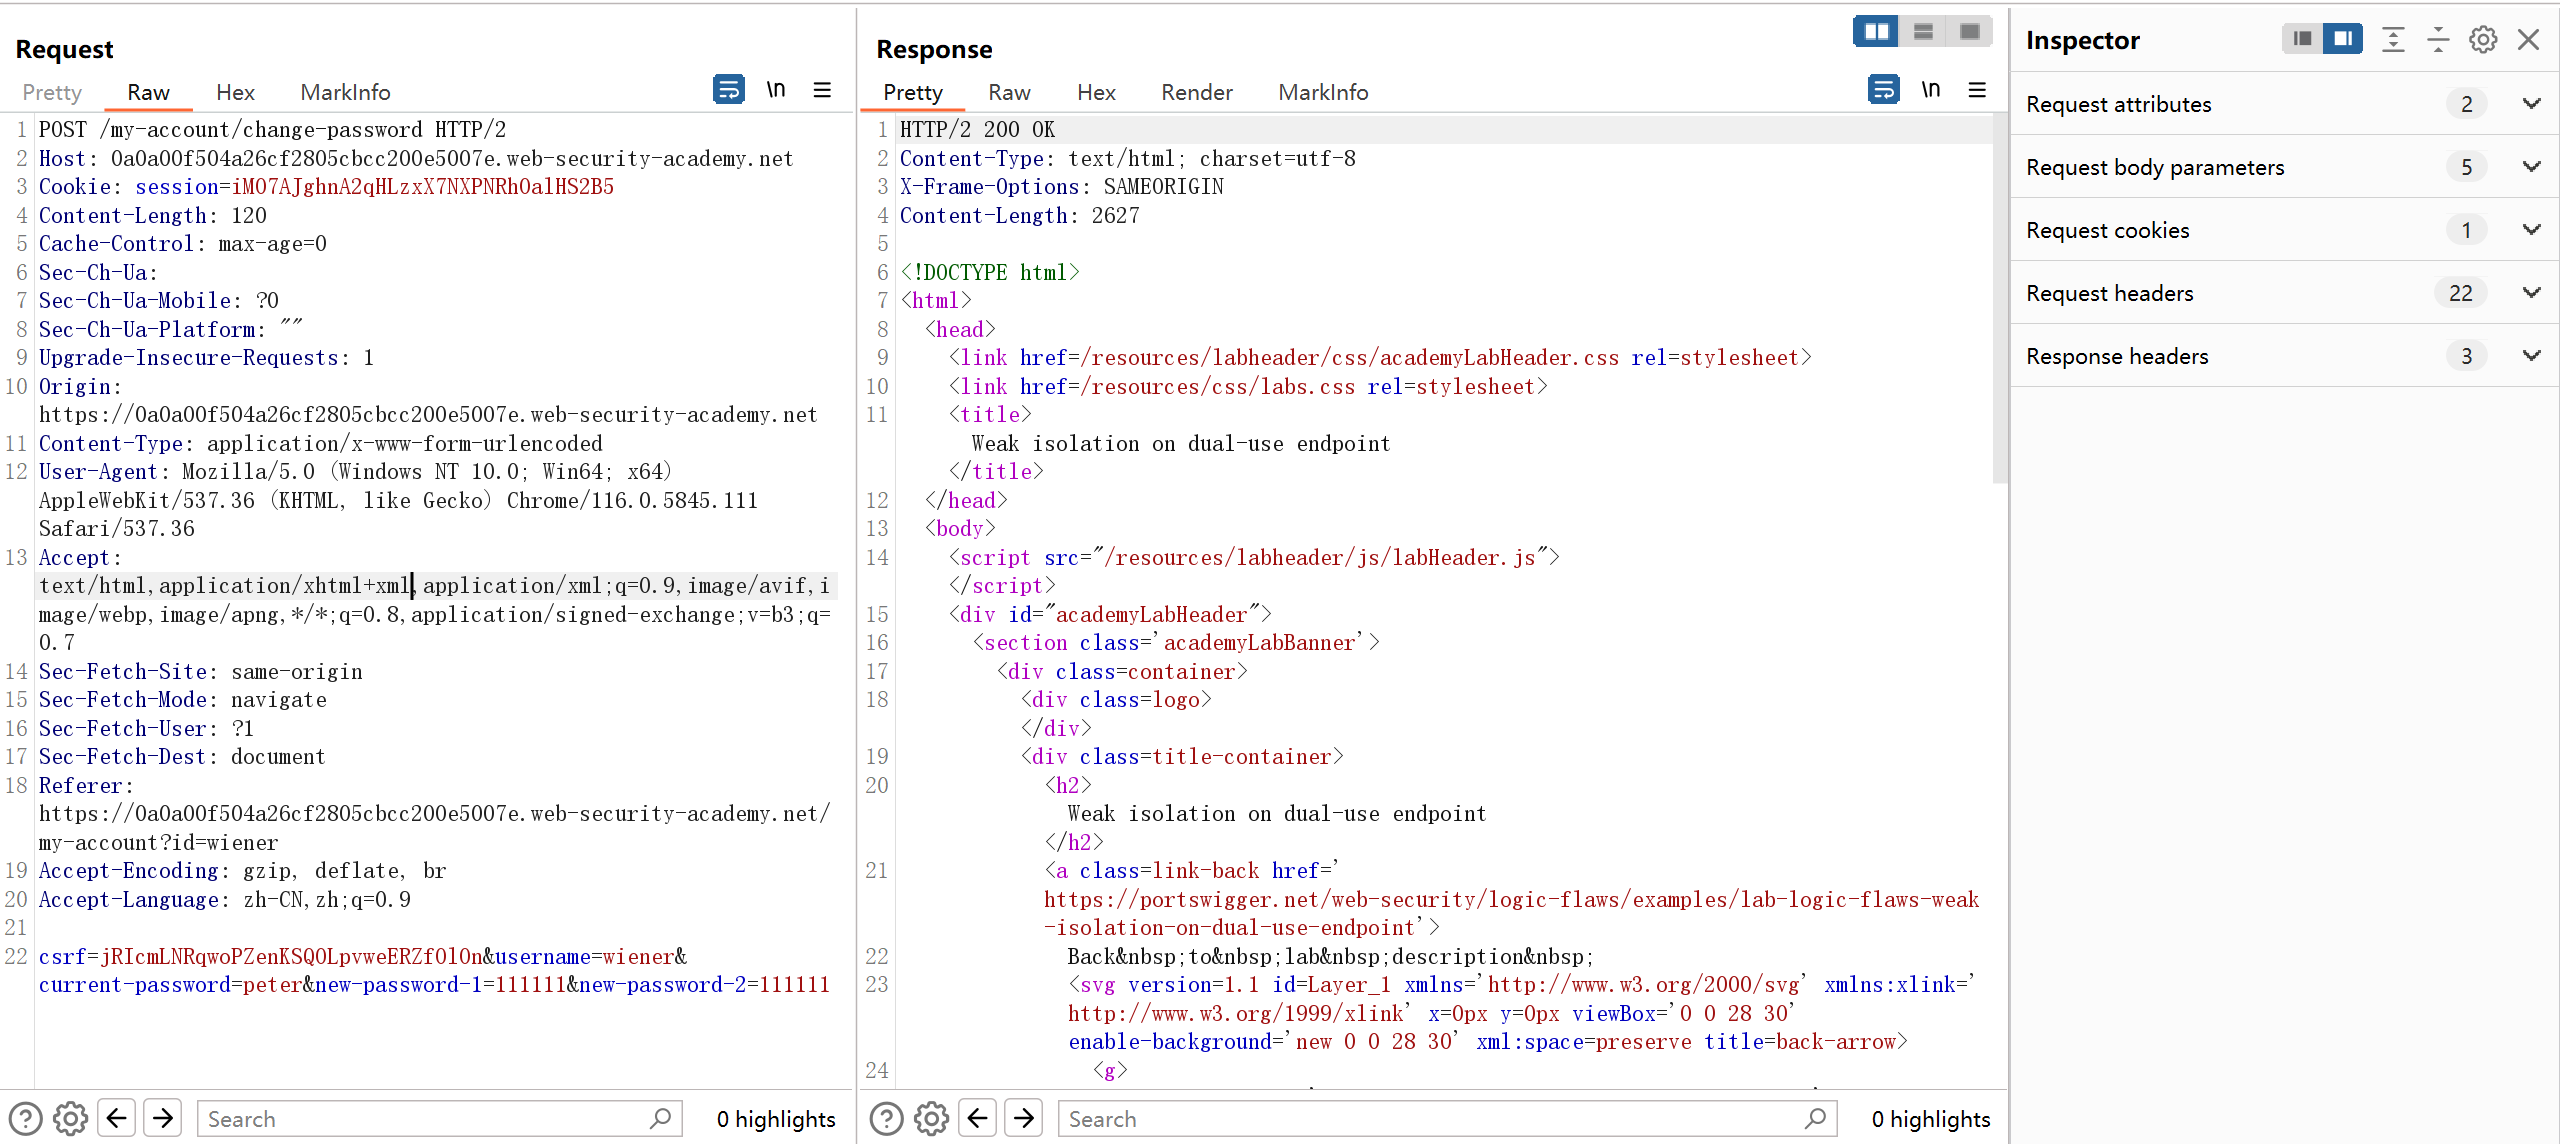 Request
Pretty Raw Hex MarkInfo \n
1 POST /my-account/change-password HTTP/2
2 Host: 0a0a00f504a26cf2805cbcc200e5007e.web-security-academy.net
3 Cookie: session=iMO7AJghnA2qHLzxX7NXPNRhOalHS2B5
4 Content-Length: 120
5 Cache-Control: max-age=0
6 Sec-Ch-Ua:
7 Sec-Ch-Ua-Mobile: ?0
8 Sec-Ch-Ua-Platform: ""
9 Upgrade-Insecure-Requests: 1
10 Origin:
https://0a0a00f504a26cf2805cbcc200e5007e.web-security-academy.net
11 Content-Type: application/x-www-form-urlencoded
12 User-Agent: Mozilla/5.0 (Windows NT 10.0; Win64; x64)
AppleWebKit/537.36 (KHTML, like Gecko) Chrome/116.0.5845.111
Safari/537.36
13 Accept:
text/html,application/xhtml+xml,application/xml;q=0.9,image/avif,i
mage/webp,image/apng,*/*;q=0.8,application/signed-exchange;v=b3;q=
0.7
14 Sec-Fetch-Site: same-origin
15 Sec-Fetch-Mode: navigate
16 Sec-Fetch-User: ?1
17 Sec-Fetch-Dest: document
18 Referer:
https://0a0a00f504a26cf2805cbcc200e5007e.web-security-academy.net/
my-account?id=wiener
19 Accept-Encoding: gzip, deflate, br
20 Accept-Language: zh-CN,zh;q=0.9
21
22 csrf=jRIcmLNRqwoPZenKSQOLpvweERZfOlOn&username=wiener&
current-password=peter&new-password-1=111111&new-password-2=111111
Search 0 highlights
Response
Pretty Raw Hex Render MarkInfo \n
1 HTTP/2 200 OK
2 Content-Type: text/html; charset=utf-8
3 X-Frame-Options: SAMEORIGIN
4 Content-Length: 2627
5
6 <!DOCTYPE html>
7 <html>
8 <head>
9 <link href=/resources/labheader/css/academyLabHeader.css rel=stylesheet>
10 <link href=/resources/css/labs.css rel=stylesheet>
11 <title>
Weak isolation on dual-use endpoint
</title>
12 </head>
13 <body>
14 <script src="/resources/labheader/js/labHeader.js">
</script>
15 <div id="academyLabHeader">
16 <section class='academyLabBanner'>
17 <div class=container>
18 <div class=logo>
</div>
19 <div class=title-container>
20 <h2>
Weak isolation on dual-use endpoint
</h2>
21 <a class=link-back href='
https://portswigger.net/web-security/logic-flaws/examples/lab-logic-flaws-weak
-isolation-on-dual-use-endpoint'>
22 Back&nbsp;to&nbsp;lab&nbsp;description&nbsp;
23 <svg version=1.1 id=Layer_1 xmlns='http://www.w3.org/2000/svg' xmlns:xlink='
http://www.w3.org/1999/xlink' x=0px y=0px viewBox='0 0 28 30'
enable-background='new 0 0 28 30' xml:space=preserve title=back-arrow>
24 <g>
Search 0 highlights
Inspector
Request attributes 2
Request body parameters 5
Request cookies 1
Request headers 22
Response headers 3